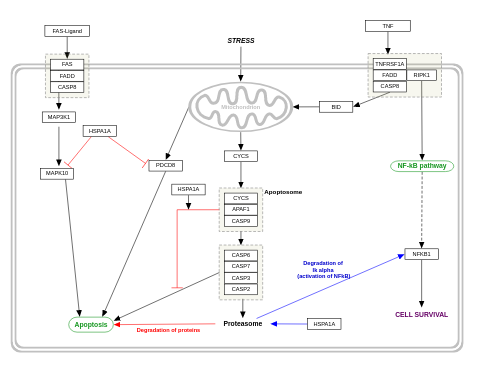 FAS-Ligand
TNF
STRESS
FAS
FADD
CASP8
TNFRSF1A
FADD
RIPK1
CASP8
Mitochondrion
BID
MAP3K1
HSPA1A
MAPK10
PDCD8
CYCS
NF-kB pathway
HSPA1A
Apoptosome
CYCS
APAF1
CASP9
CASP6
CASP7
CASP3
CASP2
NFKB1
Degradation of
Ik alpha
(activation of NFkB)
Apoptosis
Degradation of proteins
Proteasome
HSPA1A
CELL SURVIVAL